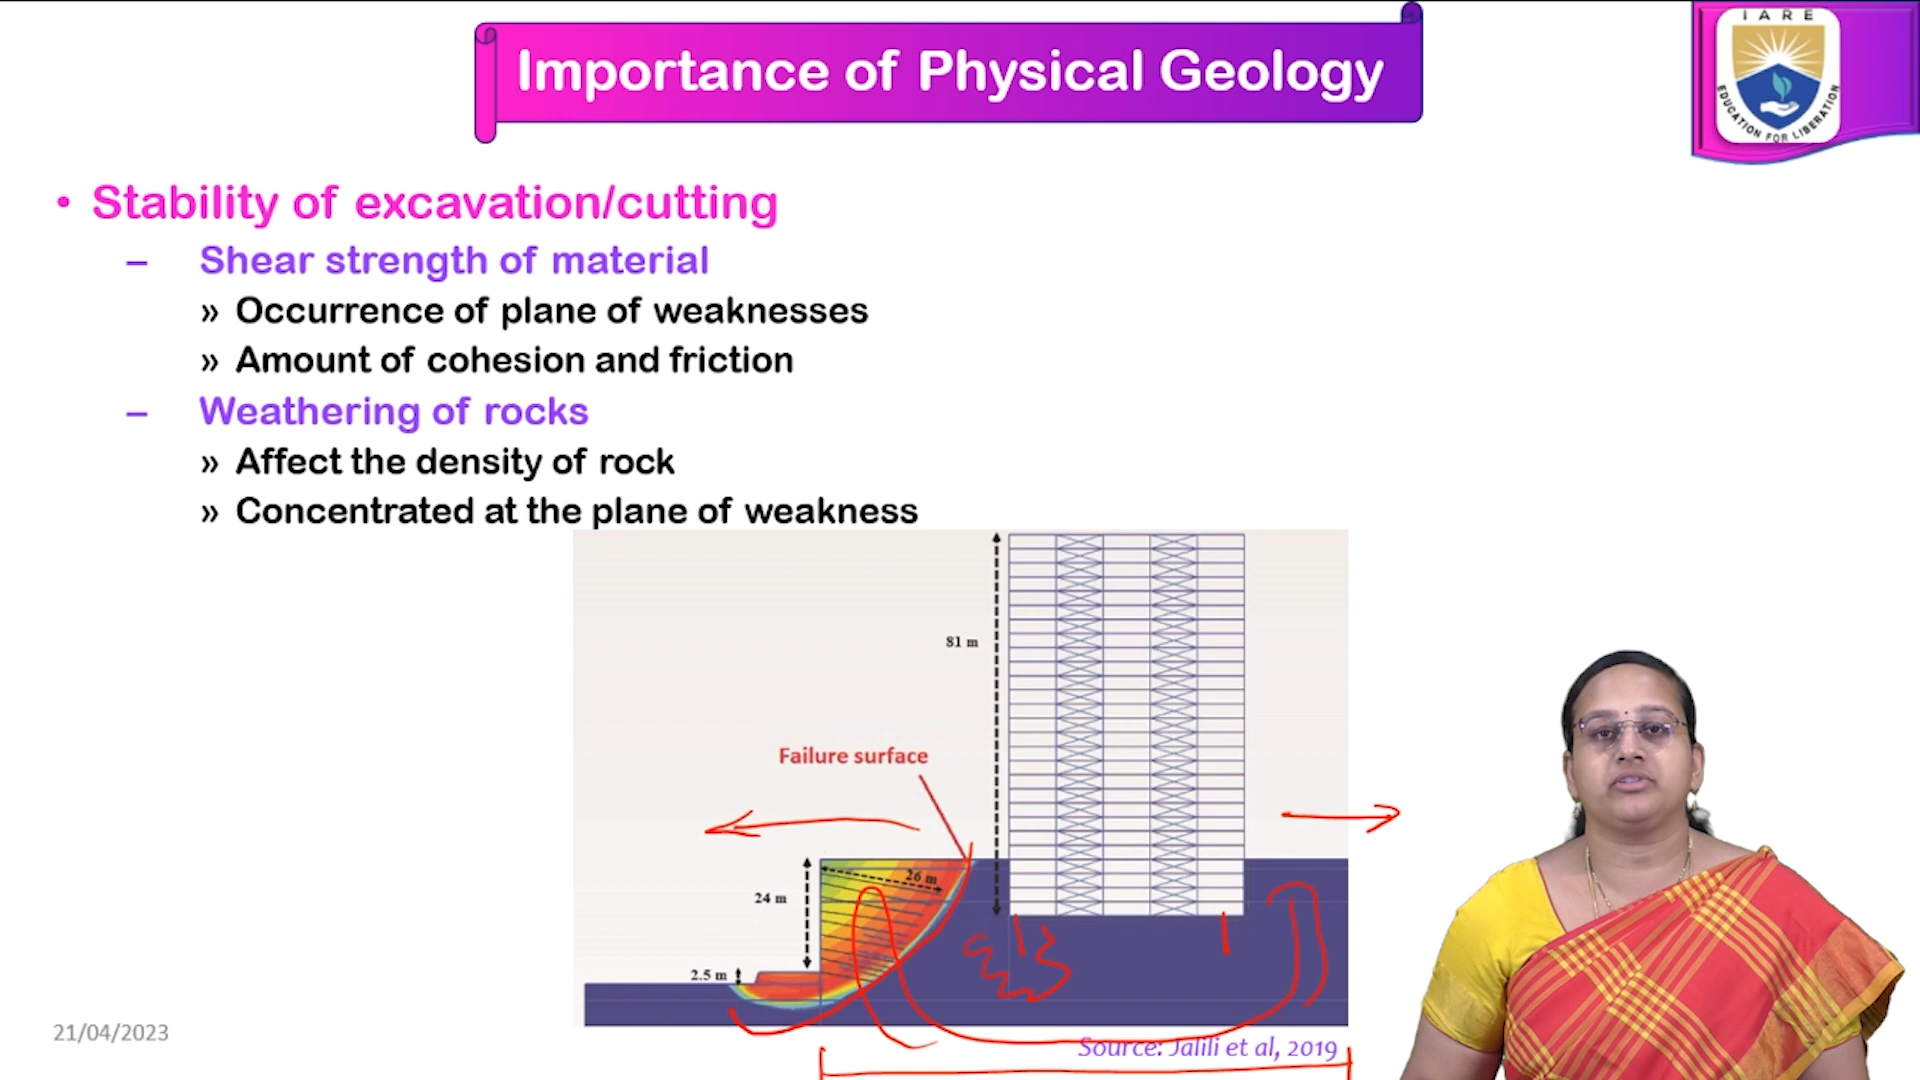 Importance of Physical Geology
IARE
EDUCATION FOR LIBERATION
• Stability of excavation/cutting
– Shear strength of material
» Occurrence of plane of weaknesses
» Amount of cohesion and friction
– Weathering of rocks
» Affect the density of rock
» Concentrated at the plane of weakness
81 m
Failure surface
26 m
24 m
2.5 m
21/04/2023
Source: Jalili et al, 2019